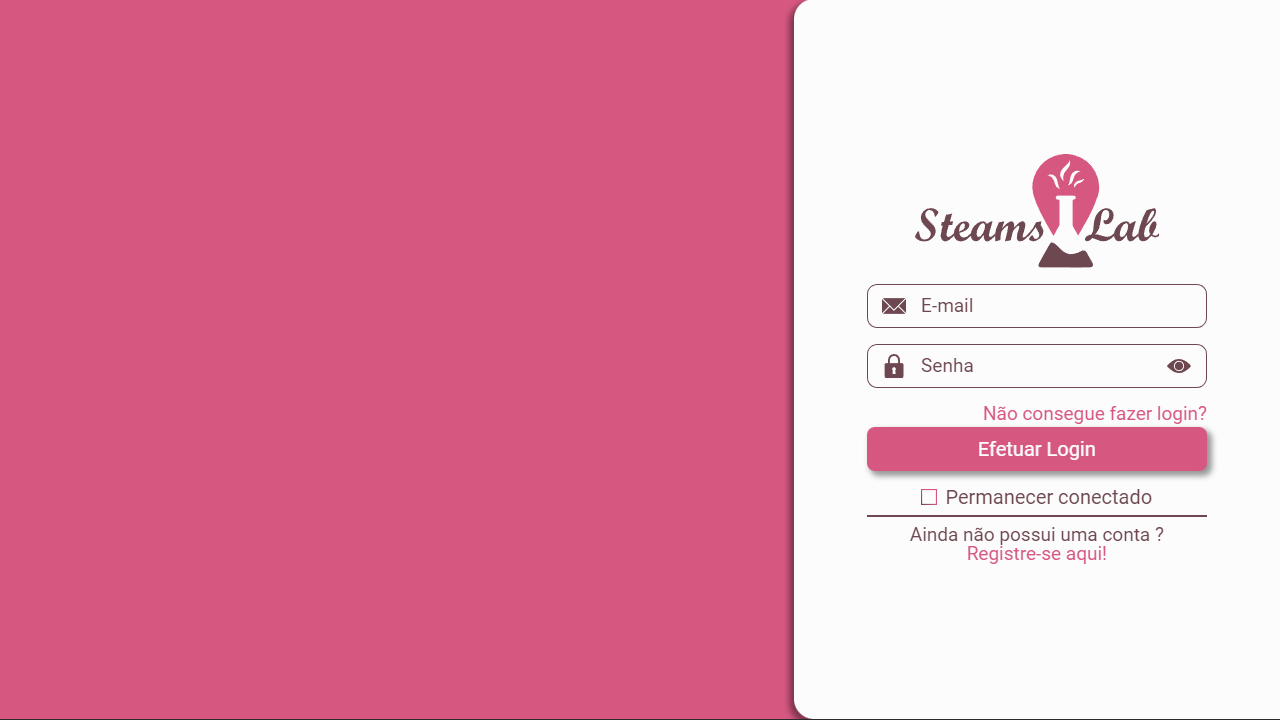 Steams Lab
E-mail
Senha
Não consegue fazer login?
Efetuar Login
Permanecer conectado
Ainda não possui uma conta ?
Registre-se aqui!